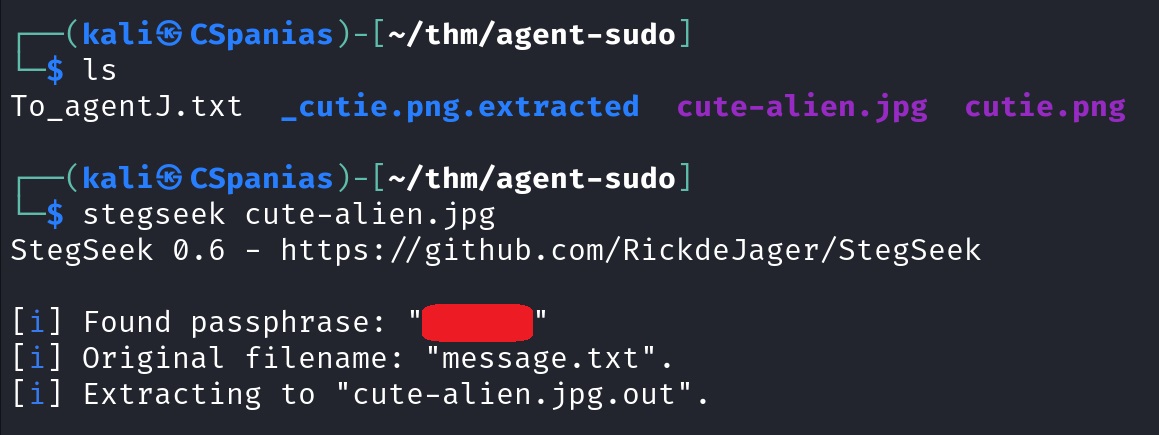 ┌──(kali㉿CSpanias)-[~/thm/agent-sudo]
└─$ ls
To_agentJ.txt  _cutie.png.extracted  cute-alien.jpg  cutie.png
┌──(kali㉿CSpanias)-[~/thm/agent-sudo]
└─$ stegseek cute-alien.jpg
StegSeek 0.6 - https://github.com/RickdeJager/StegSeek
[i] Found passphrase: " "
[i] Original filename: "message.txt".
[i] Extracting to "cute-alien.jpg.out".